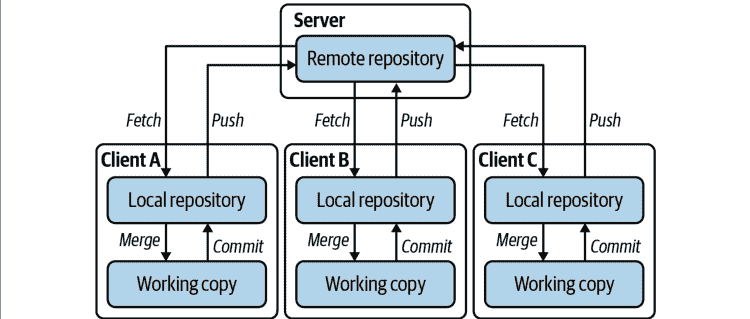 Server
Remote repository
Fetch Push Fetch Push Fetch Push
Client A Client B Client C
Local repository Local repository Local repository
Merge Commit Merge Commit Merge Commit
Working copy Working copy Working copy